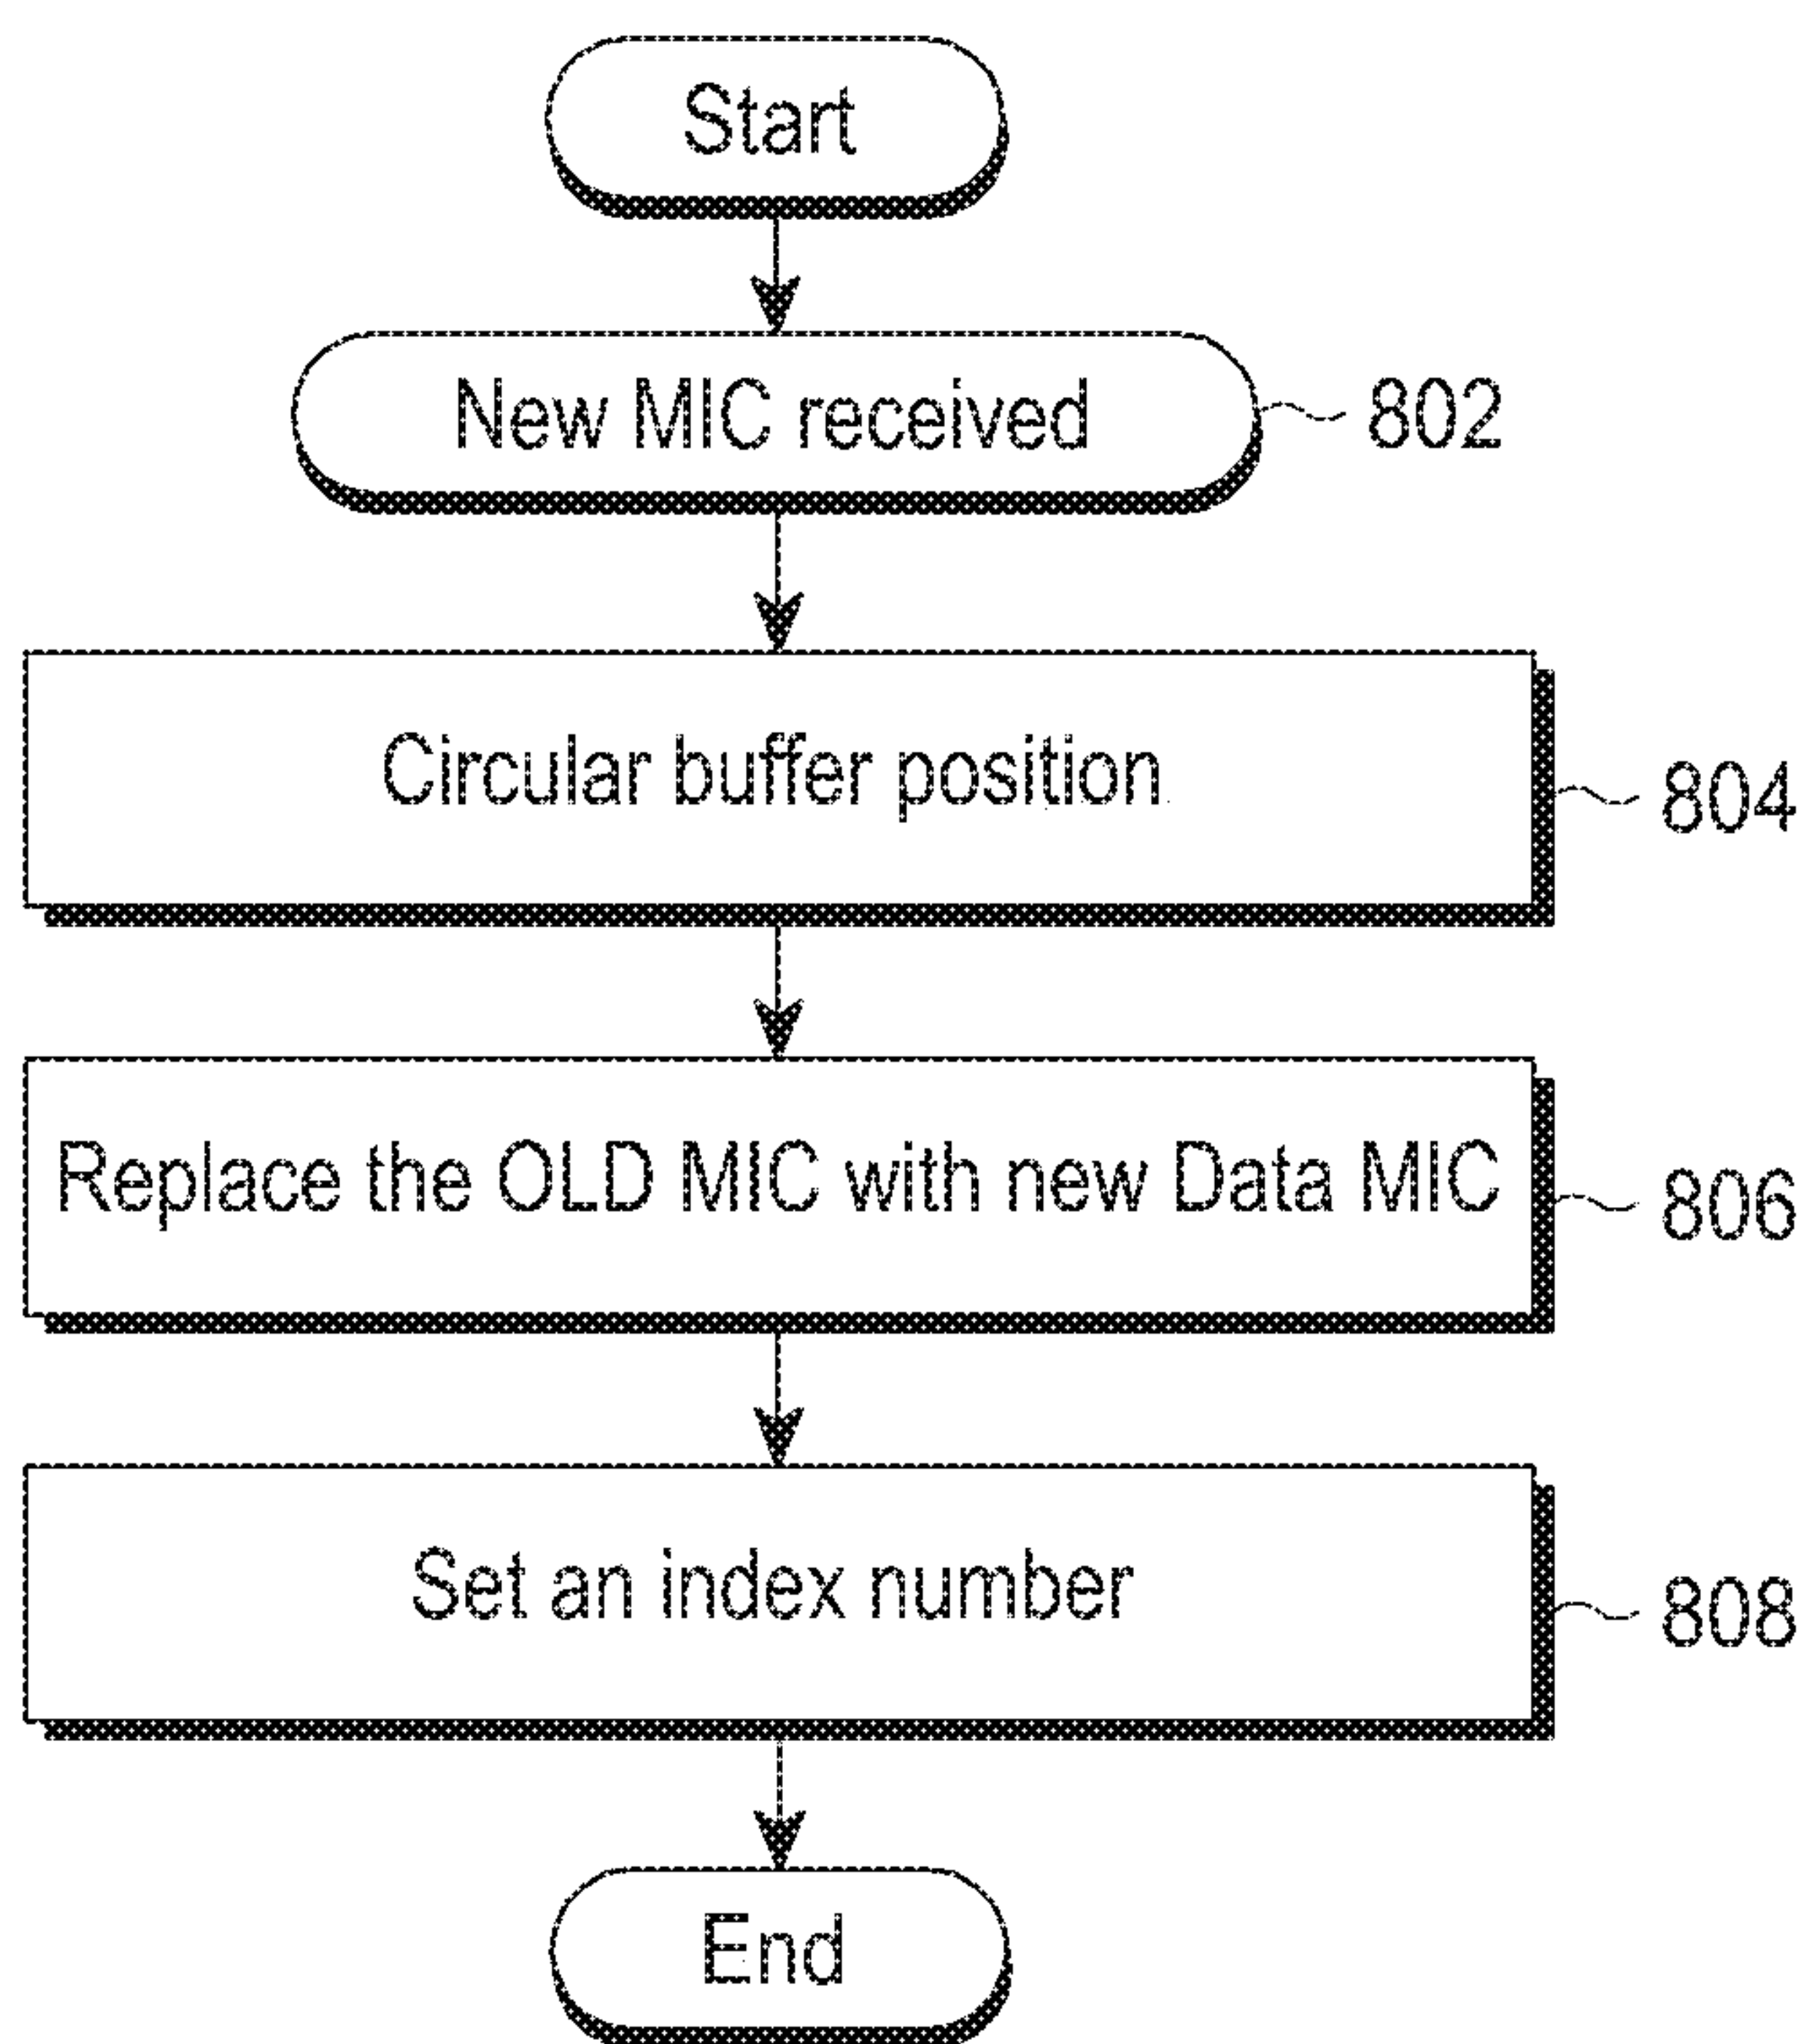 Start
New MIC received
802
Circular buffer position
804
Replace the OLD MIC with new Data MIC
806
Set an index number
808
End